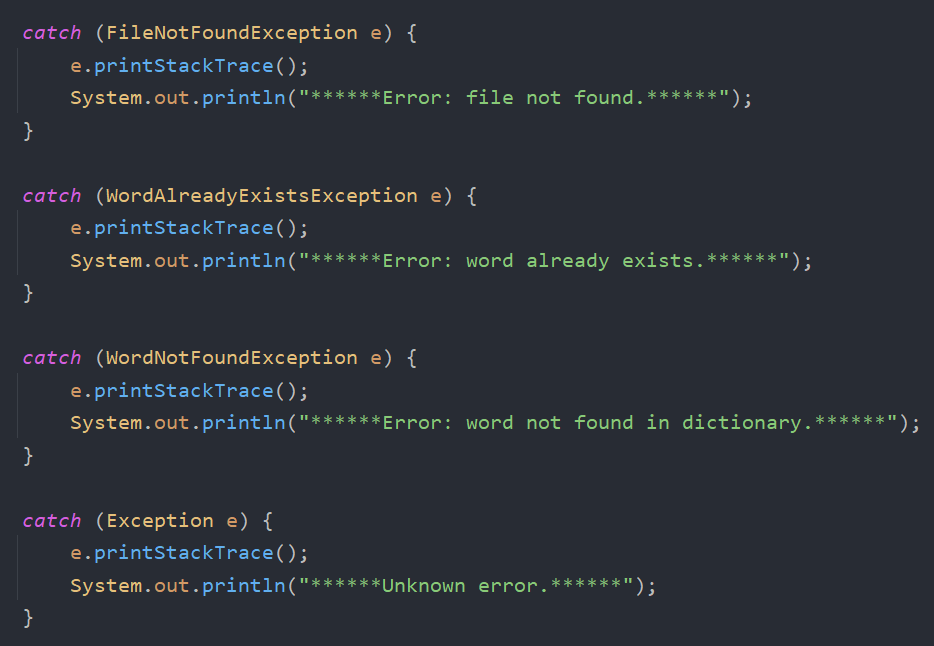 catch (FileNotFoundException e) {
    e.printStackTrace();
    System.out.println("******Error: file not found.******");
}
catch (WordAlreadyExistsException e) {
    e.printStackTrace();
    System.out.println("******Error: word already exists.******");
}
catch (WordNotFoundException e) {
    e.printStackTrace();
    System.out.println("******Error: word not found in dictionary.******");
}
catch (Exception e) {
    e.printStackTrace();
    System.out.println("******Unknown error.******");
}